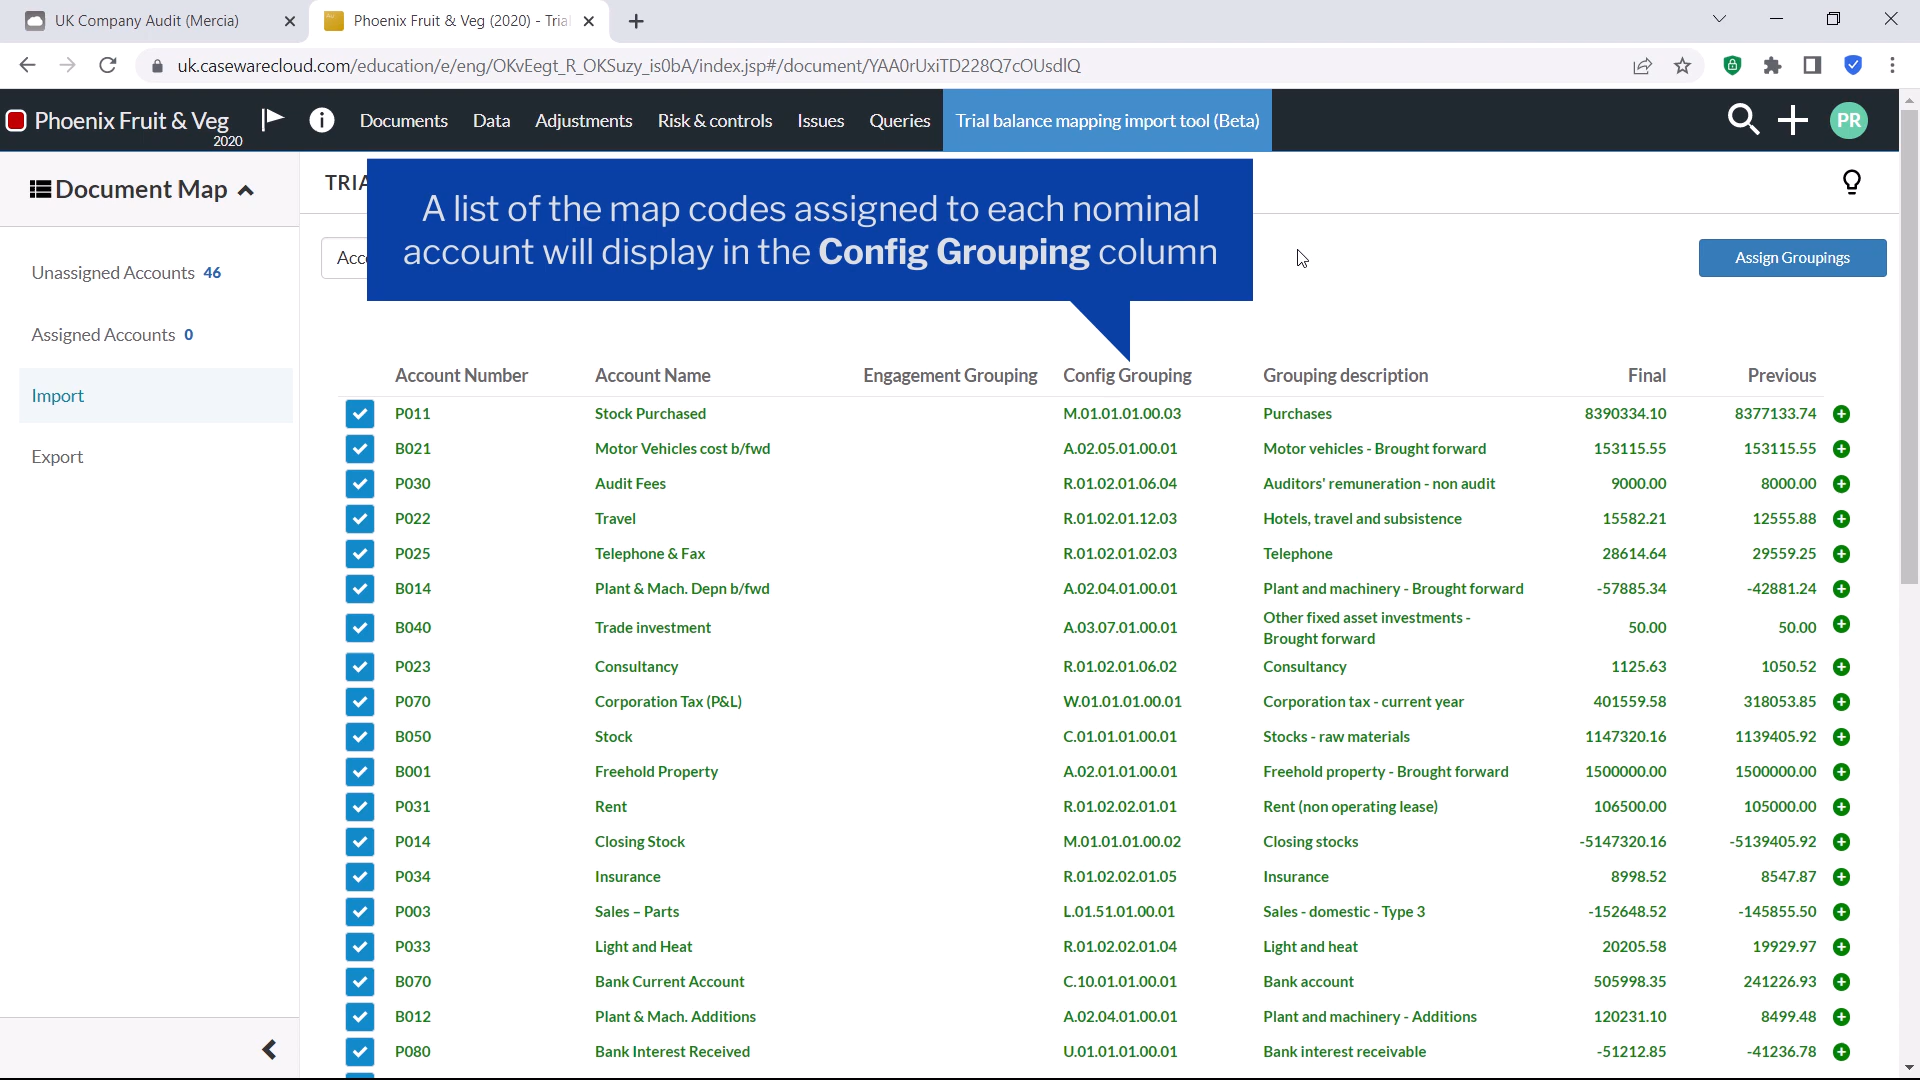 UK Company Audit (Mercia)
Phoenix Fruit & Veg (2020) - Tria
uk.casewarecloud.com/education/e/eng/OKvEegt_R_OKSuzy_is0bA/index.jsp#/document/YAA0rUxiTD228Q7cOUsdlQ
Phoenix Fruit & Veg
2020
Documents Data Adjustments Risk & controls Issues Queries Trial balance mapping import tool (Beta)
PR
Document Map
TRIA
A list of the map codes assigned to each nominal
account will display in the Config Grouping column
Acc
Assign Groupings
Unassigned Accounts 46
Assigned Accounts 0
Import
Export
Account Number Account Name Engagement Grouping Config Grouping Grouping description Final Previous
P011 Stock Purchased M.01.01.01.00.03 Purchases 8390334.10 8377133.74
B021 Motor Vehicles cost b/fwd A.02.05.01.00.01 Motor vehicles - Brought forward 153115.55 153115.55
P030 Audit Fees R.01.02.01.06.04 Auditors' remuneration - non audit 9000.00 8000.00
P022 Travel R.01.02.01.12.03 Hotels, travel and subsistence 15582.21 12555.88
P025 Telephone & Fax R.01.02.01.02.03 Telephone 28614.64 29559.25
B014 Plant & Mach. Depn b/fwd A.02.04.01.00.01 Plant and machinery - Brought forward -57885.34 -42881.24
B040 Trade investment A.03.07.01.00.01 Other fixed asset investments - 50.00 50.00
Brought forward
P023 Consultancy R.01.02.01.06.02 Consultancy 1125.63 1050.52
P070 Corporation Tax (P&L) W.01.01.01.00.01 Corporation tax - current year 401559.58 318053.85
B050 Stock C.01.01.01.00.01 Stocks - raw materials 1147320.16 1139405.92
B001 Freehold Property A.02.01.01.00.01 Freehold property - Brought forward 1500000.00 1500000.00
P031 Rent R.01.02.02.01.01 Rent (non operating lease) 106500.00 105000.00
P014 Closing Stock M.01.01.01.00.02 Closing stocks -5147320.16 -5139405.92
P034 Insurance R.01.02.02.01.05 Insurance 8998.52 8547.87
P003 Sales – Parts L.01.51.01.00.01 Sales - domestic - Type 3 -152648.52 -145855.50
P033 Light and Heat R.01.02.02.01.04 Light and heat 20205.58 19929.97
B070 Bank Current Account C.10.01.01.00.01 Bank account 505998.35 241226.93
B012 Plant & Mach. Additions A.02.04.01.00.01 Plant and machinery - Additions 120231.10 8499.48
P080 Bank Interest Received U.01.01.01.00.01 Bank interest receivable -51212.85 -41236.78